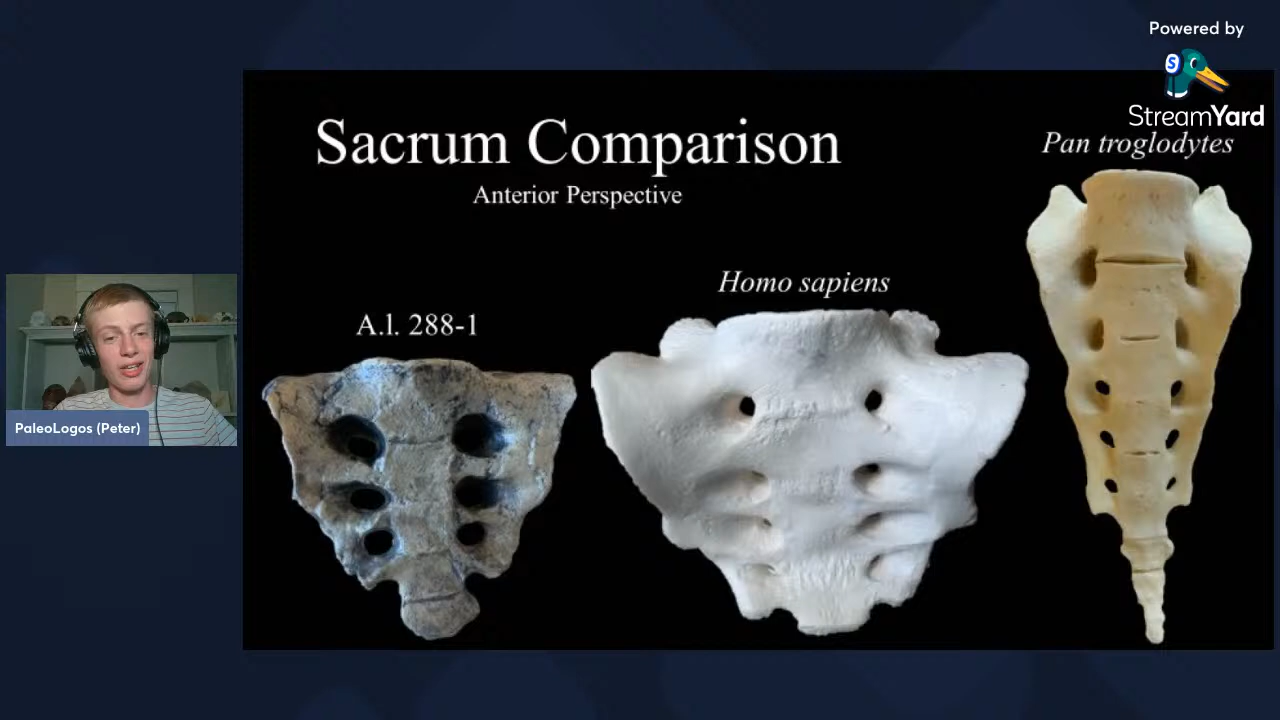 Powered by
S
StreamYard
Sacrum Comparison
Anterior Perspective
Pan troglodytes
Homo sapiens
A.l. 288-1
PaleoLogos (Peter)